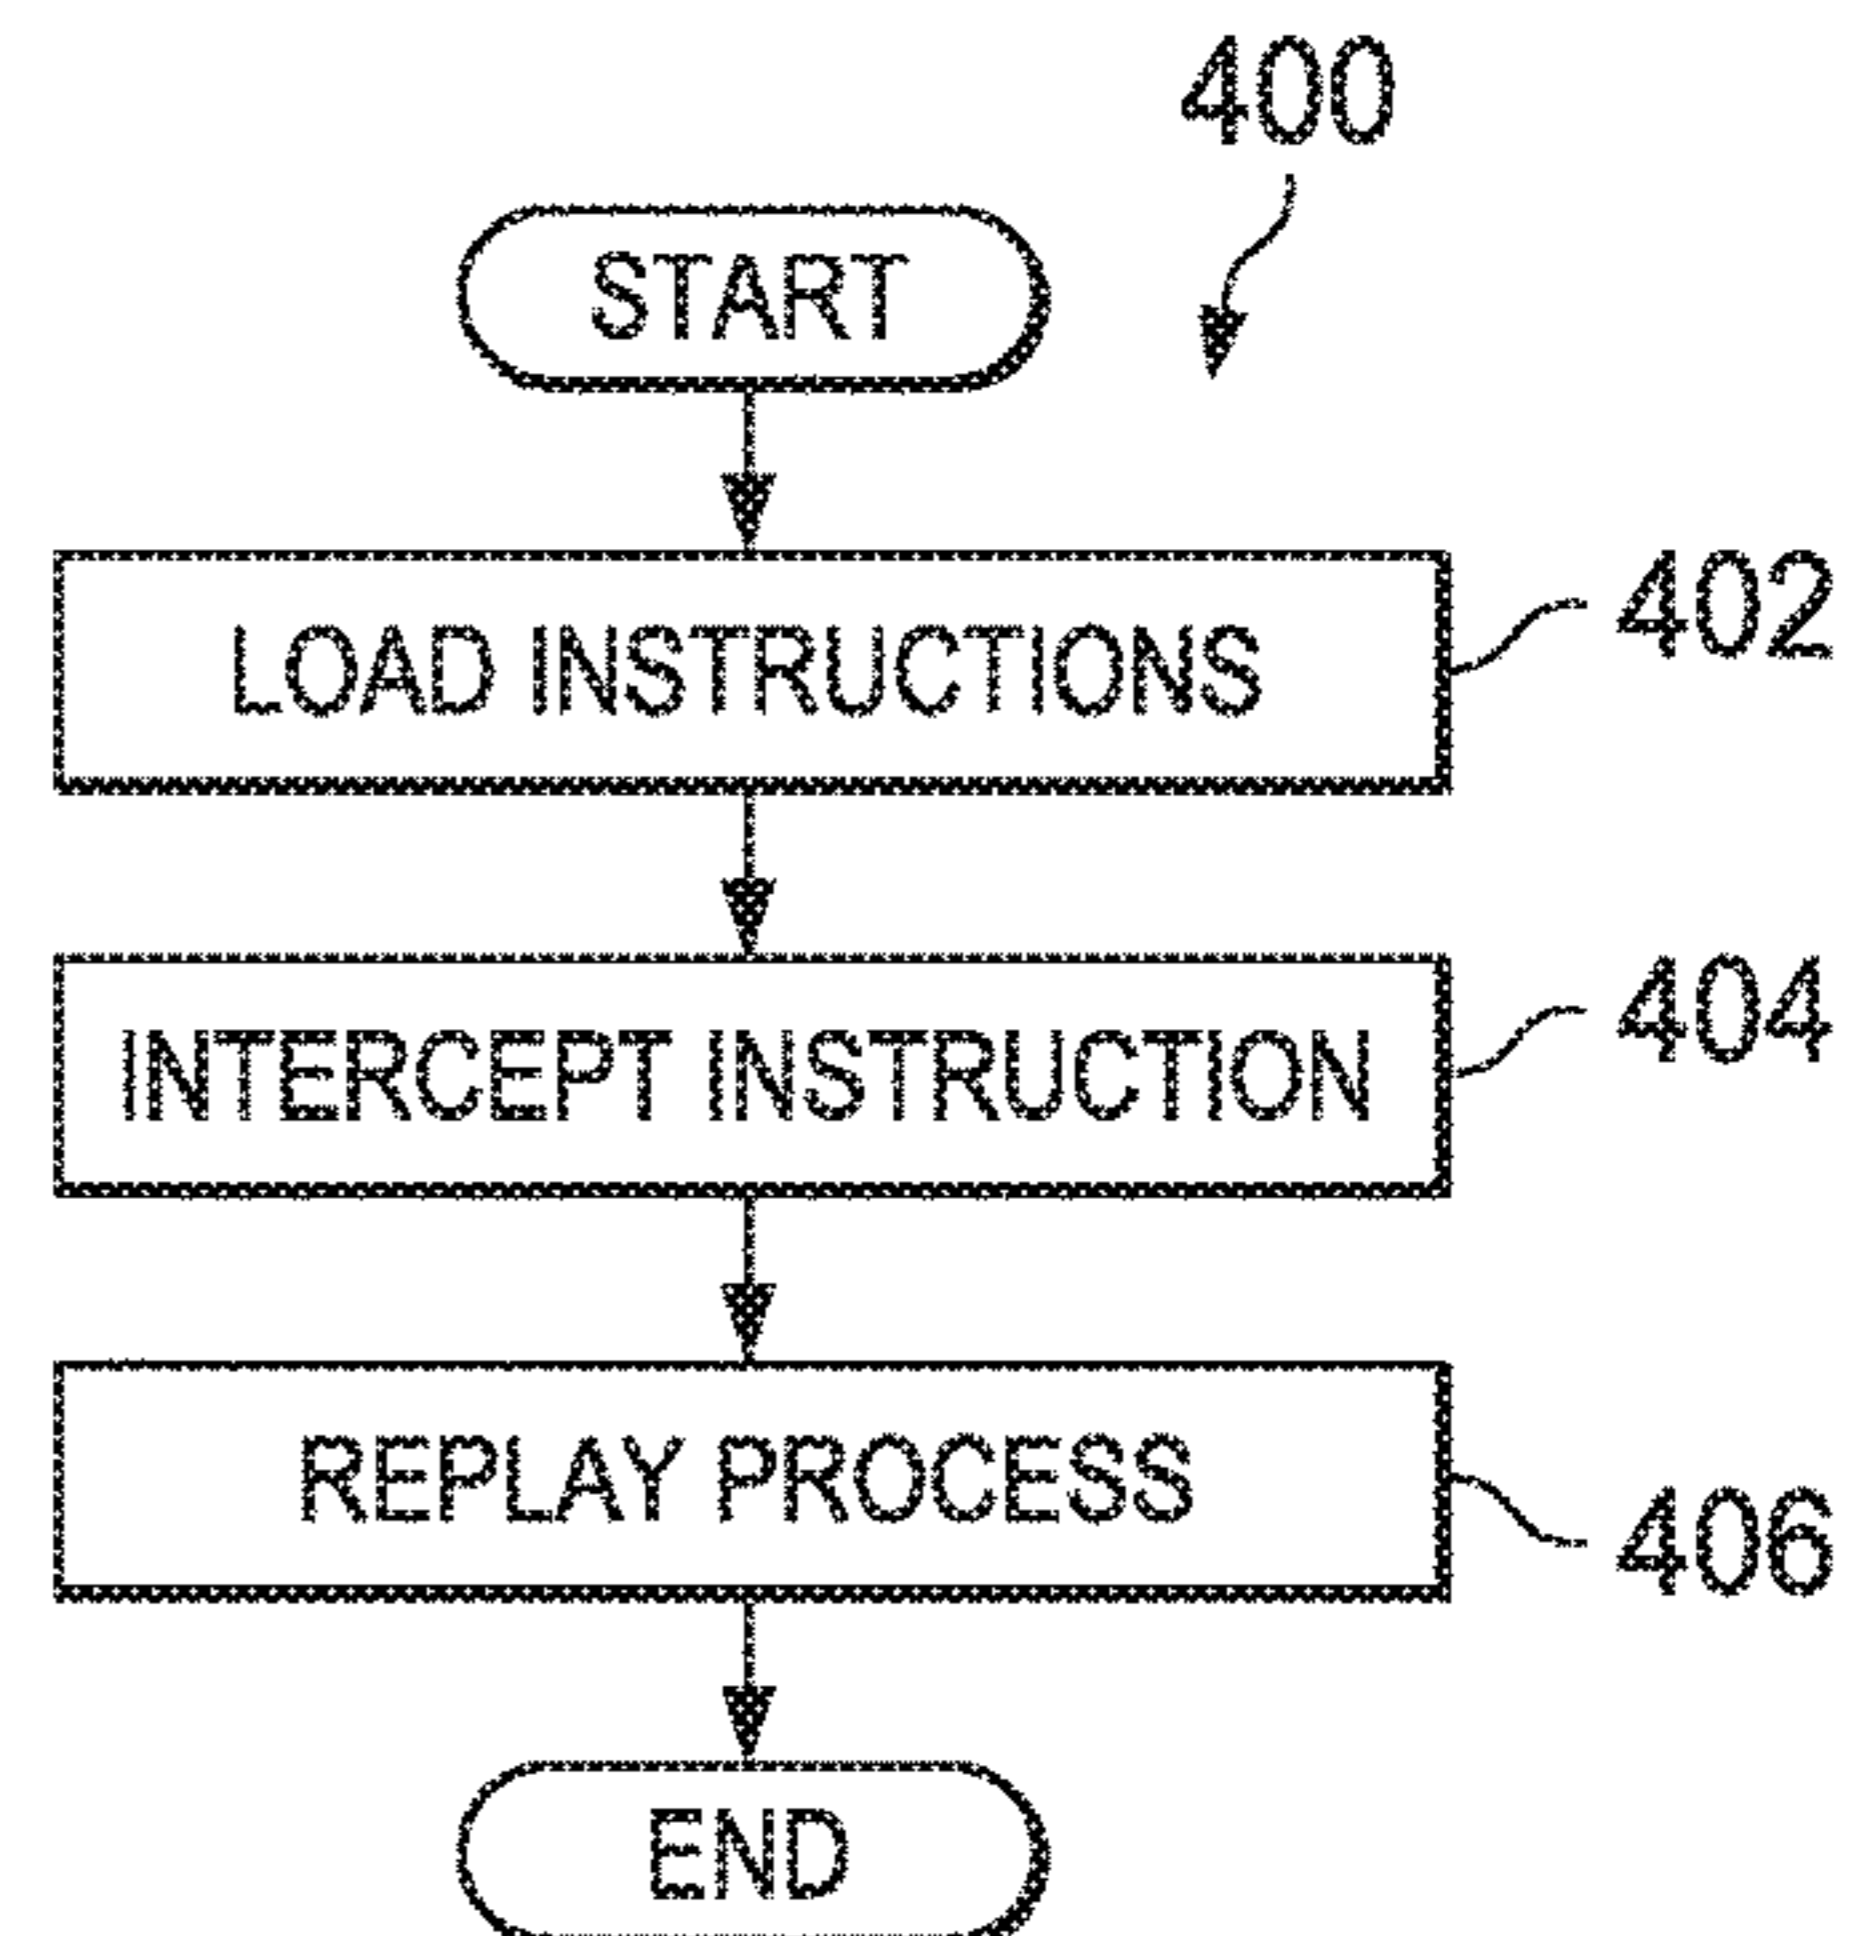 400
START
LOAD INSTRUCTIONS
402
INTERCEPT INSTRUCTION
404
REPLAY PROCESS
406
END